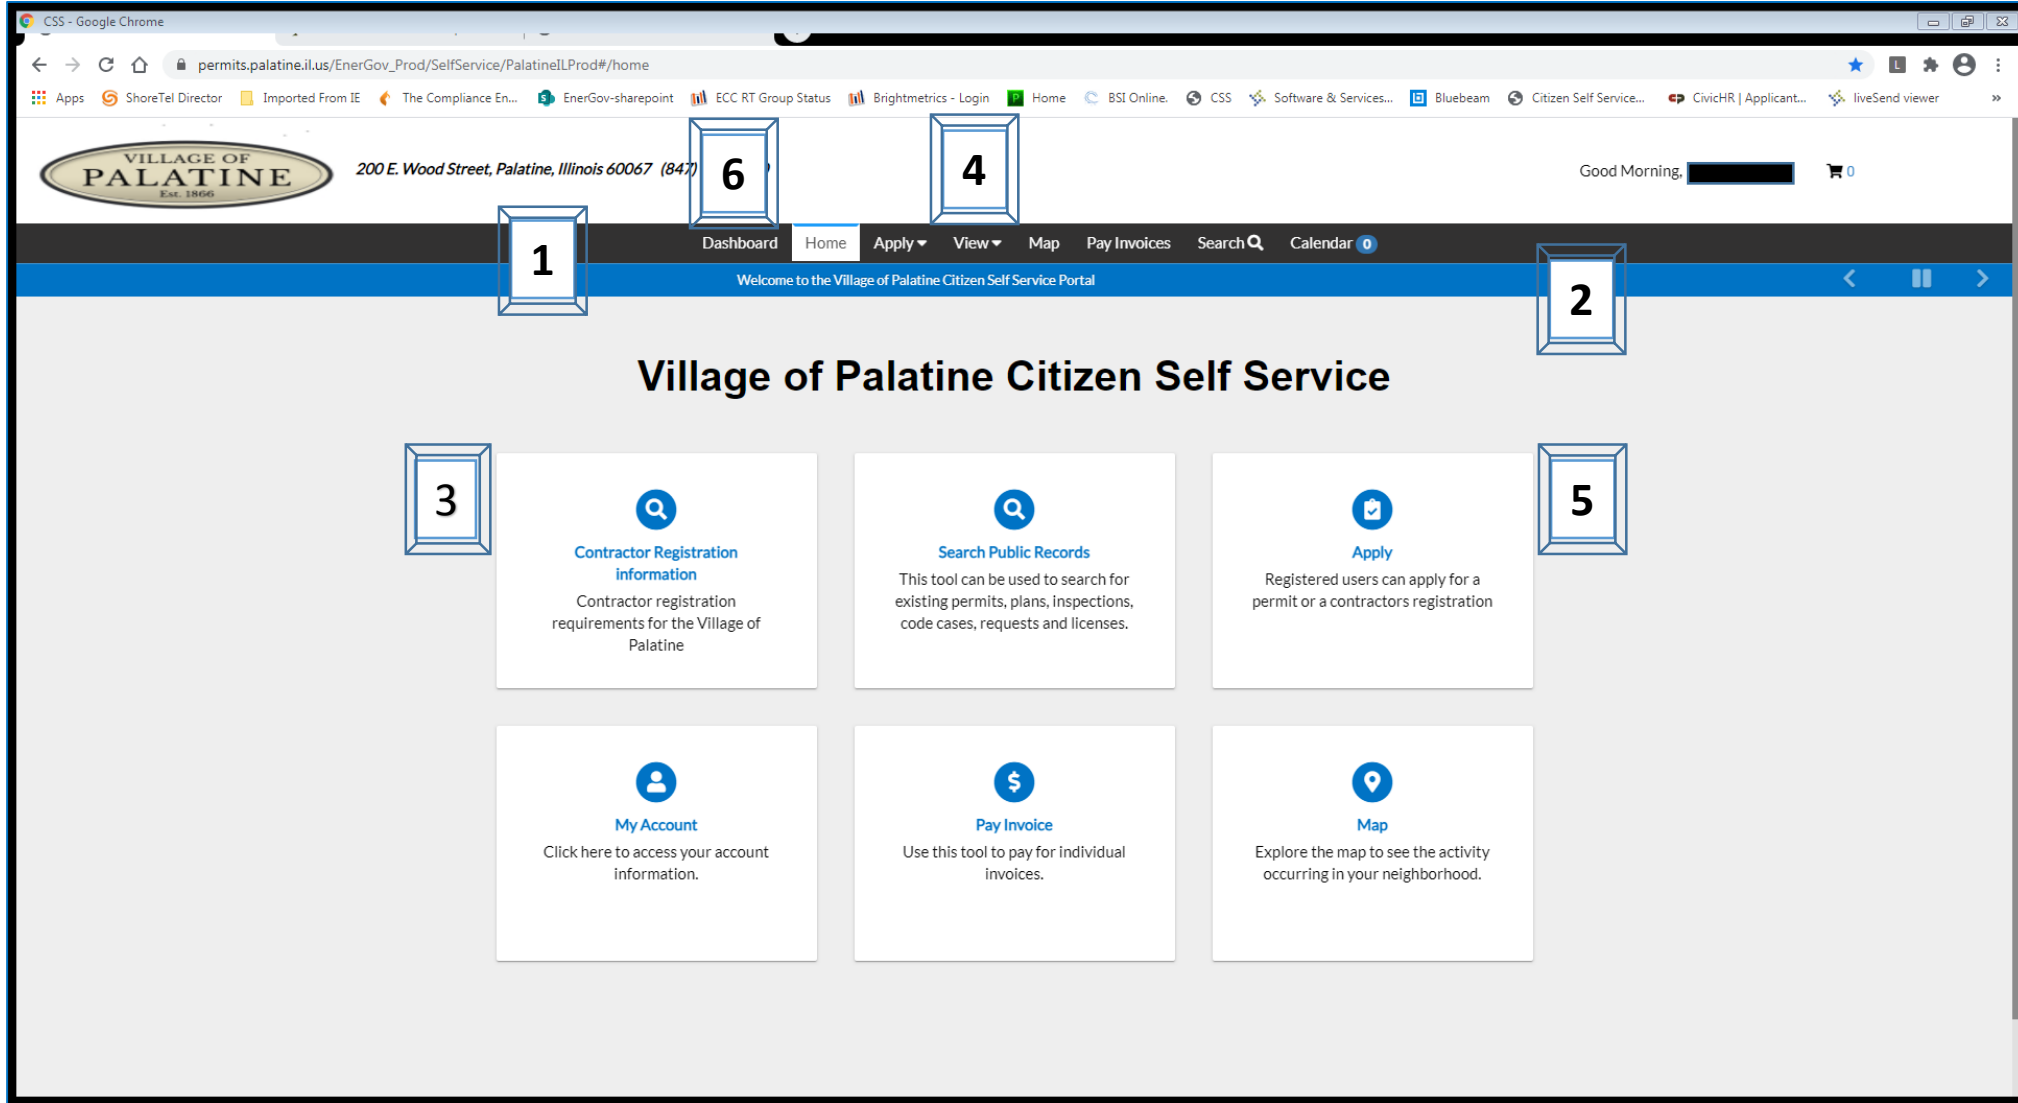 CSS - Google Chrome
permits.palatine.il.us/EnerGov_Prod/SelfService/PalatineILProd#/home
L
Apps ShoreTel Director Imported From IE The Compliance En... EnerGov-sharepoint ECC RT Group Status Brightmetrics - Login Home BSI Online. CSS Software & Services... Bluebeam Citizen Self Service... CivicHR | Applicant... liveSend viewer »
VILLAGE OF
PALATINE
Est. 1866
200 E. Wood Street, Palatine, Illinois 60067 (847)
6
4
Good Morning,
0
1
Dashboard Home Apply View Map Pay Invoices Search Calendar 0
Welcome to the Village of Palatine Citizen Self Service Portal
2
Village of Palatine Citizen Self Service
3
5
Contractor Registration
information
Contractor registration
requirements for the Village of
Palatine
Search Public Records
This tool can be used to search for
existing permits, plans, inspections,
code cases, requests and licenses.
Apply
Registered users can apply for a
permit or a contractors registration
My Account
Click here to access your account
information.
Pay Invoice
Use this tool to pay for individual
invoices.
Map
Explore the map to see the activity
occurring in your neighborhood.